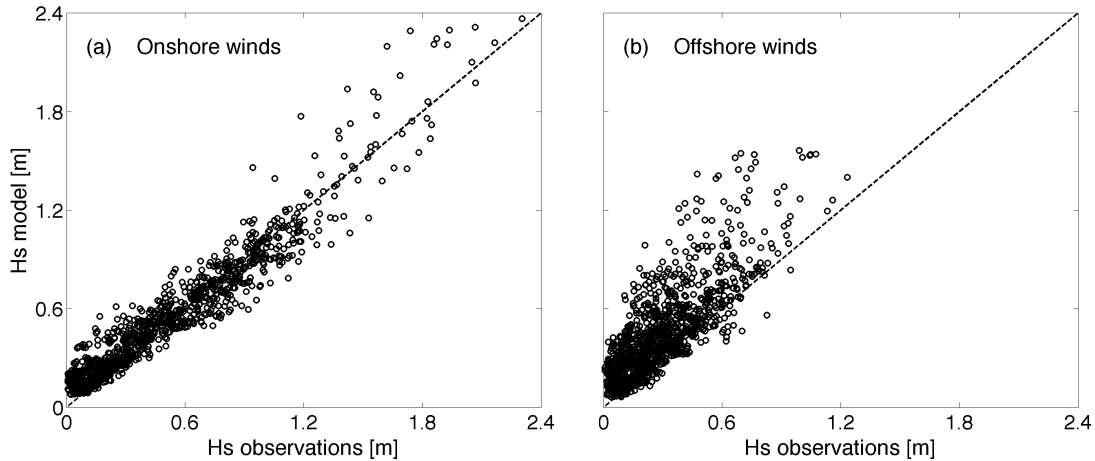 (a) Onshore winds
Hs model [m]
2.4
1.8
1.2
0.6
0
0 0.6 1.2 1.8 2.4
Hs observations [m]
(b) Offshore winds
0 0.6 1.2 1.8 2.4
Hs observations [m]